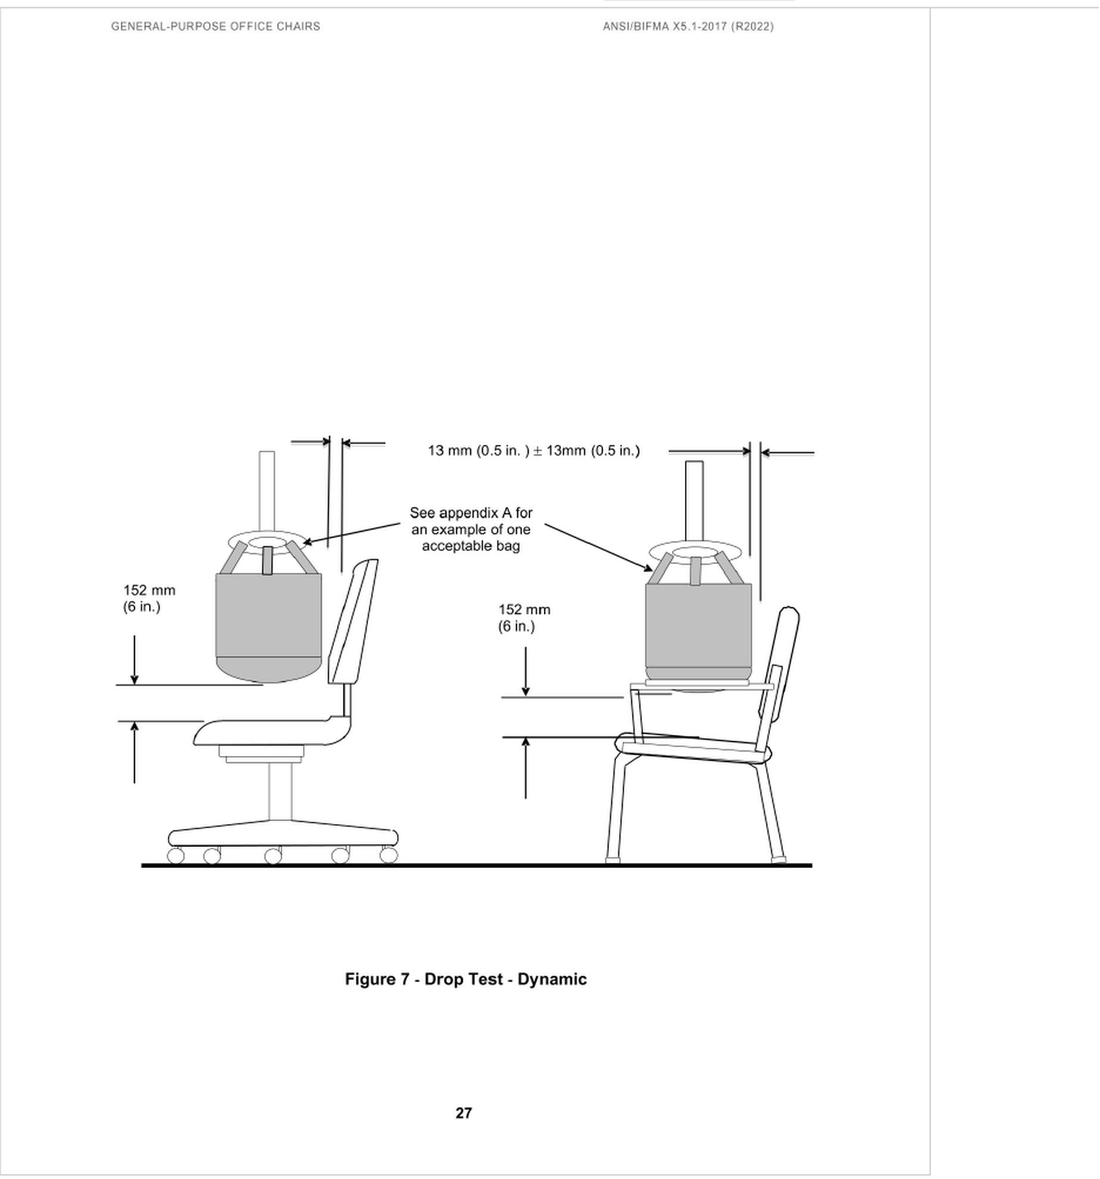 GENERAL-PURPOSE OFFICE CHAIRS
ANSI/BIFMA X5.1-2017 (R2022)
13 mm (0.5 in. ) ± 13mm (0.5 in.)
See appendix A for
an example of one
acceptable bag
152 mm
(6 in.)
152 mm
(6 in.)
Figure 7 - Drop Test - Dynamic
27